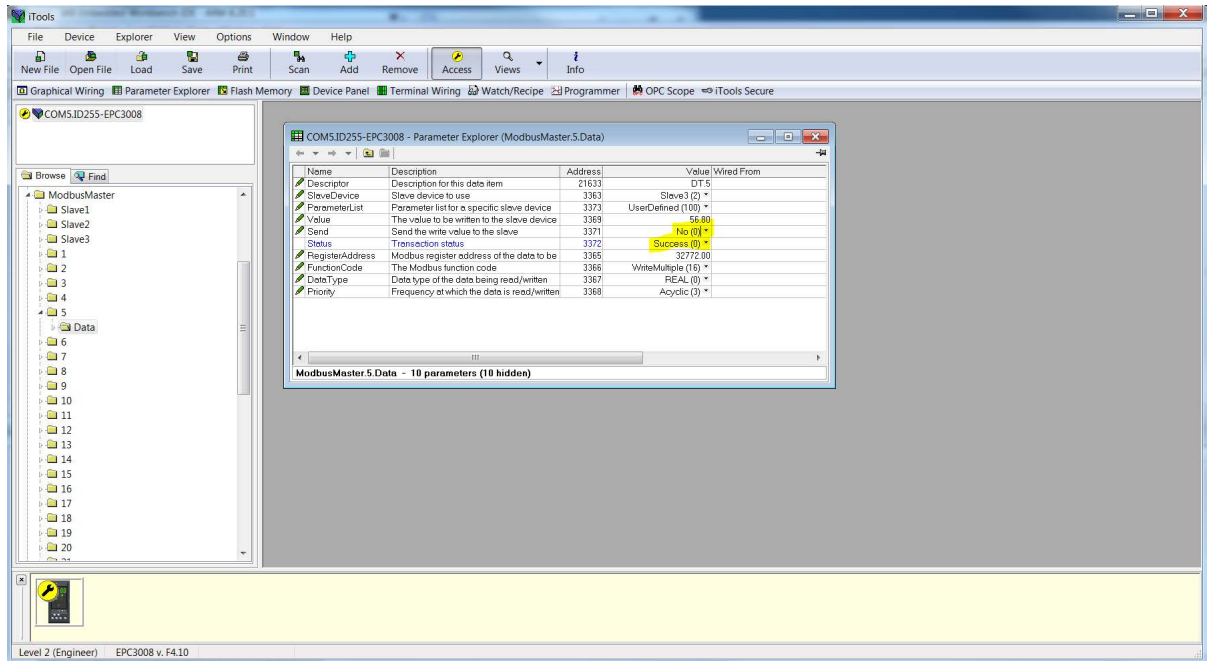 iTools
File Device Explorer View Options Window Help
New File Open File Load Save Print Scan Add Remove Access Views Info
Graphical Wiring Parameter Explorer Flash Memory Device Panel Terminal Wiring Watch/Recipe Programmer OPC Scope iTools Secure
COM5.ID255-EPC3008
Browse Find
ModbusMaster
Slave1
Slave2
Slave3
1
2
3
4
5
Data
6
7
8
9
10
11
12
13
14
15
16
17
18
19
20
COM5.ID255-EPC3008 - Parameter Explorer (ModbusMaster.5.Data)
Name Description Address Value Wired From
Descriptor Description for this data item 21633 DT.5
SlaveDevice Slave device to use 3363 Slave3 (2)
ParameterList Parameter list for a specific slave device 3373 UserDefined (100)
Value The value to be written to the slave device 3369 56.80
Send Send the write value to the slave 3371 No (0)
Status Transaction status 3372 Success (0)
RegisterAddress Modbus register address of the data to be 3365 32772.00
FunctionCode The Modbus function code 3366 WriteMultiple (16)
DataType Data type of the data being read/written 3367 REAL (0)
Priority Frequency at which the data is read/written 3368 Acyclic (3)
ModbusMaster.5.Data - 10 parameters (10 hidden)
Level 2 (Engineer) EPC3008 v. F4.10